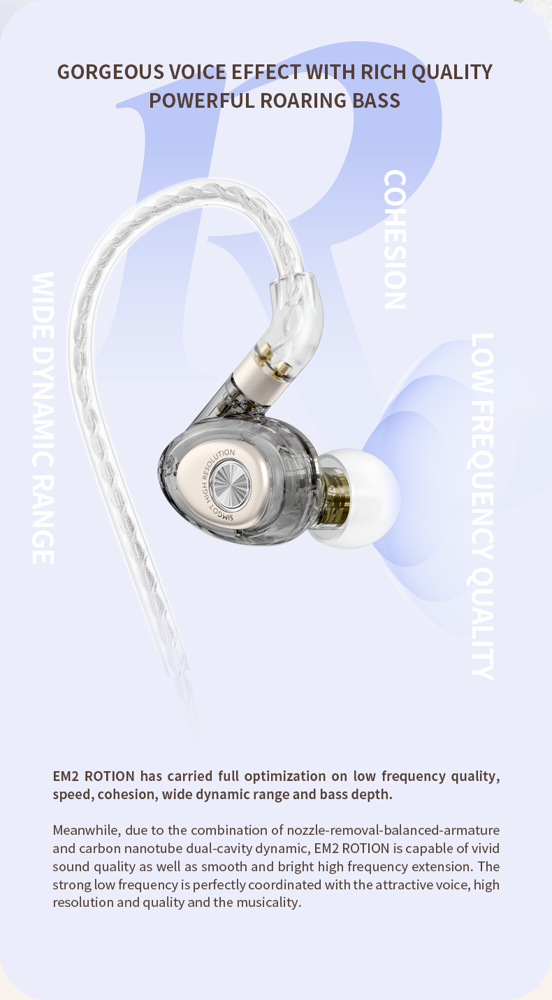 GORGEOUS VOICE EFFECT WITH RICH QUALITY
POWERFUL ROARING BASS
R
COHESION
WIDE DYNAMIC RANGE
LOW FREQUENCY QUALITY
SIMGOT HIGH RESOLUTION
EM2 ROTION has carried full optimization on low frequency quality,
speed, cohesion, wide dynamic range and bass depth.
Meanwhile, due to the combination of nozzle-removal-balanced-armature
and carbon nanotube dual-cavity dynamic, EM2 ROTION is capable of vivid
sound quality as well as smooth and bright high frequency extension. The
strong low frequency is perfectly coordinated with the attractive voice, high
resolution and quality and the musicality.